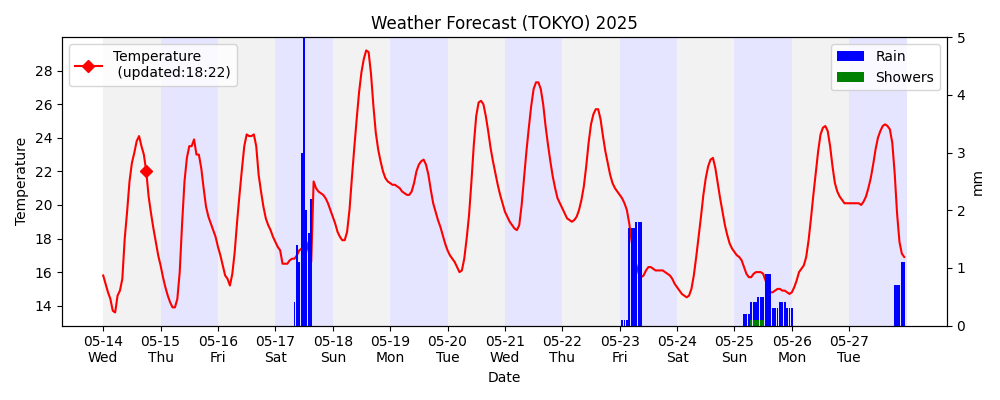 Weather Forecast (TOKYO) 2025
Temperature
(updated:18:22)
Rain
Showers
Temperature
28
26
24
22
20
18
16
14
5
4
3
2
1
0
mm
05-14 05-15 05-16 05-17 05-18 05-19 05-20 05-21 05-22 05-23 05-24 05-25 05-26 05-27
Wed Thu Fri Sat Sun Mon Tue Wed Thu Fri Sat Sun Mon Tue
Date